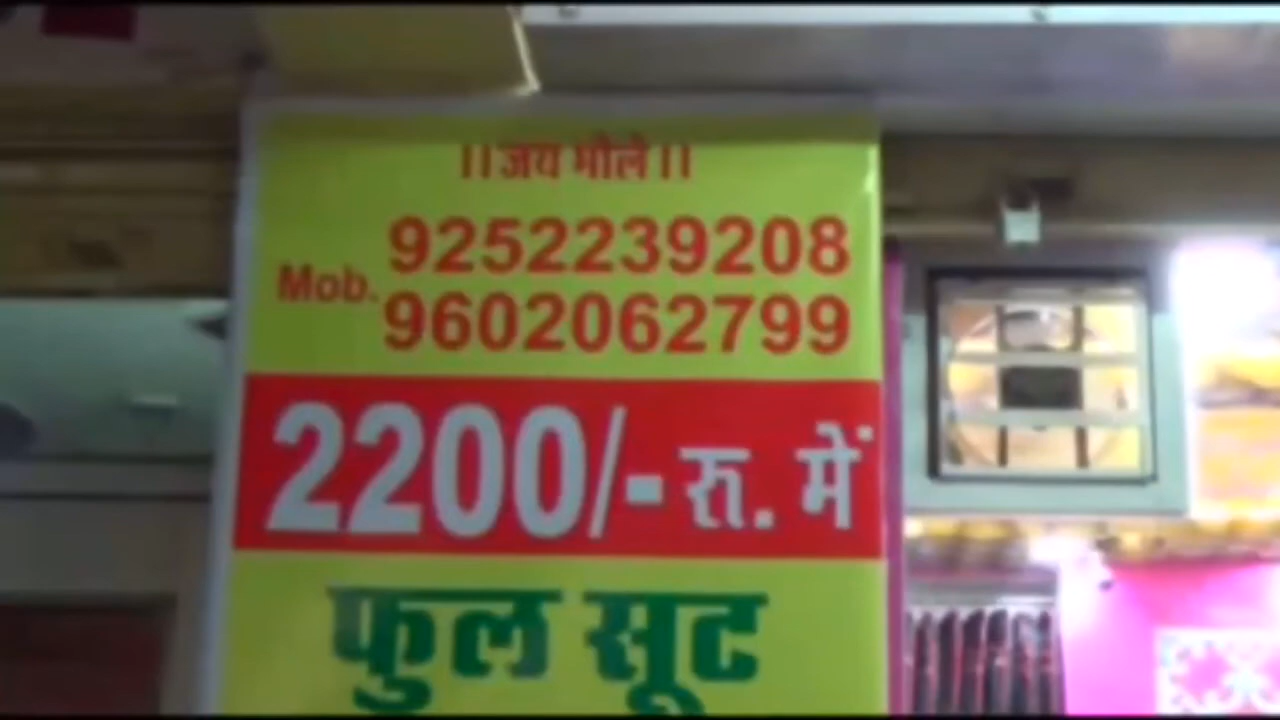 ।।जय भोले।।
9252239208
Mob.
9602062799
2200/- रु. में
फुल सूट